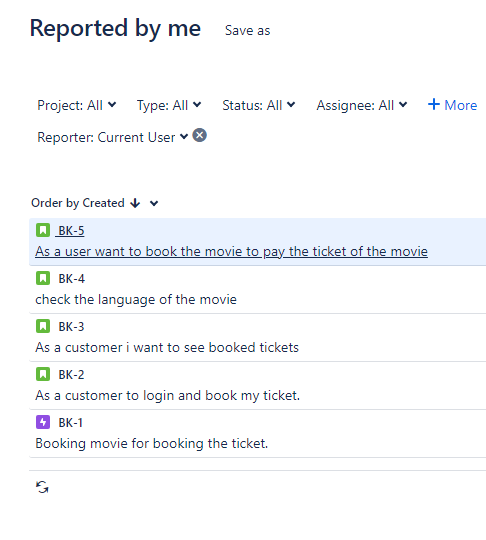 Reported by me Save as
Project: All Type: All Status: All Assignee: All + More
Reporter: Current User
Order by Created
BK-5
As a user want to book the movie to pay the ticket of the movie
BK-4
check the language of the movie
BK-3
As a customer i want to see booked tickets
BK-2
As a customer to login and book my ticket.
BK-1
Booking movie for booking the ticket.